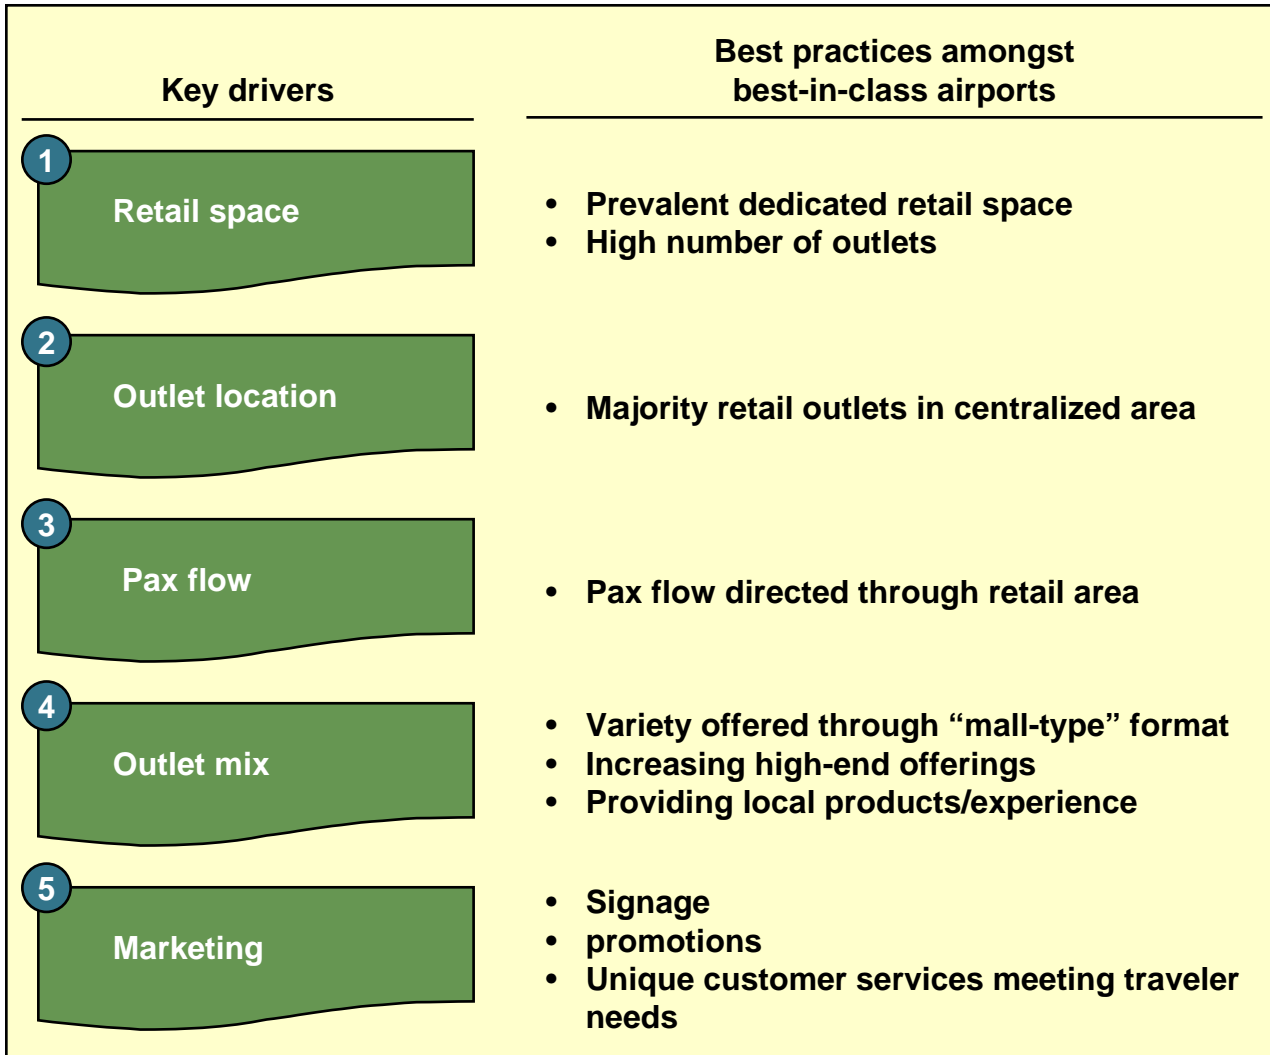 Key drivers
Best practices amongst
best-in-class airports
1
Retail space
• Prevalent dedicated retail space
• High number of outlets
2
Outlet location
• Majority retail outlets in centralized area
3
Pax flow
• Pax flow directed through retail area
4
Outlet mix
• Variety offered through “mall-type” format
• Increasing high-end offerings
• Providing local products/experience
5
Marketing
• Signage
• promotions
• Unique customer services meeting traveler
needs